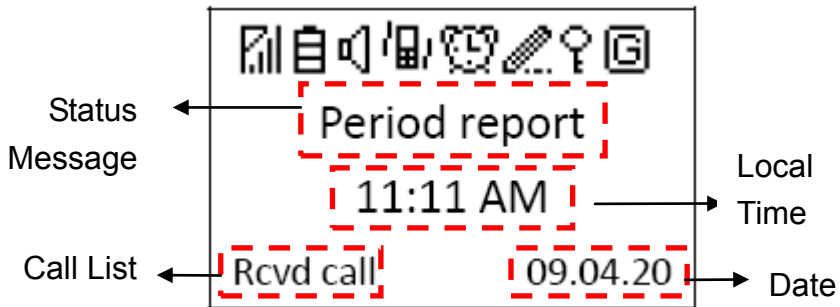 G
Status
Message
Period report
11:11 AM
Local
Time
Call List
Rcvd call
09.04.20
Date